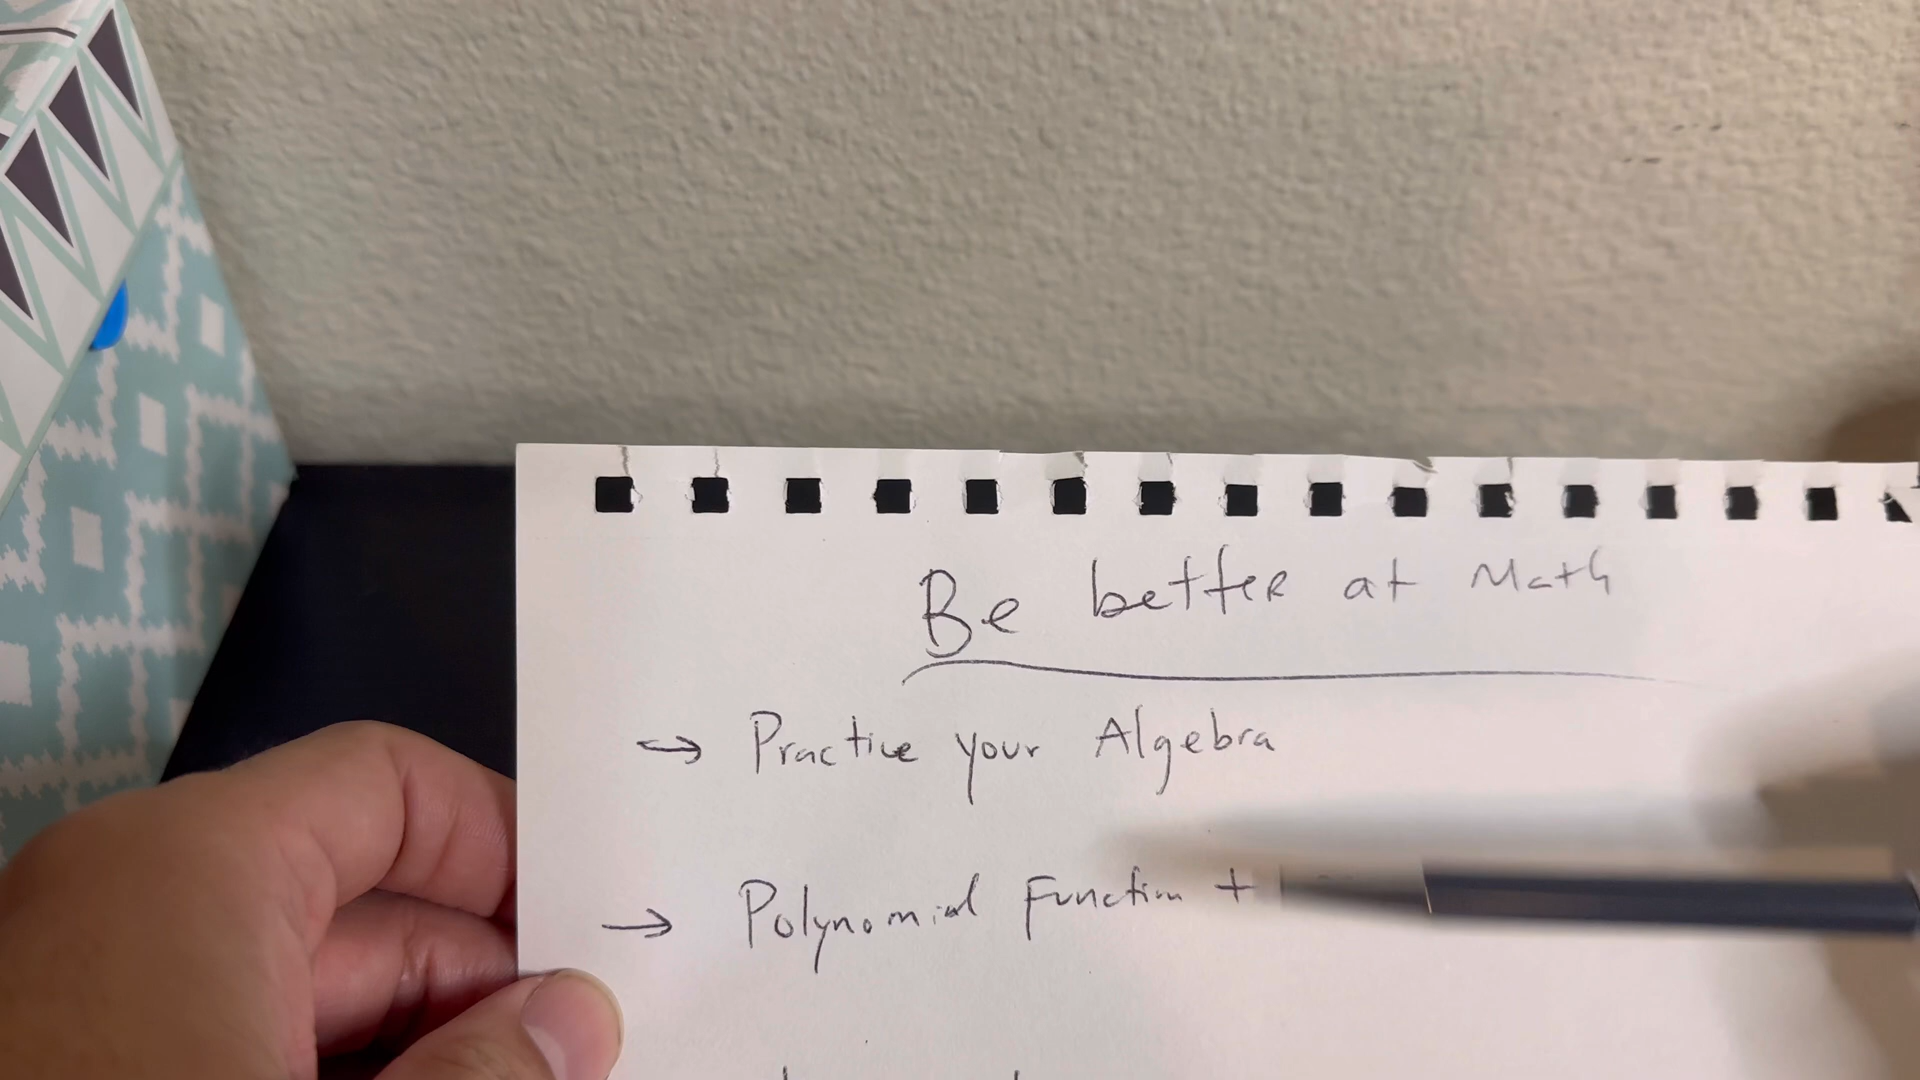 Be better at Math
→ Practice your Algebra
→ Polynomial Function +